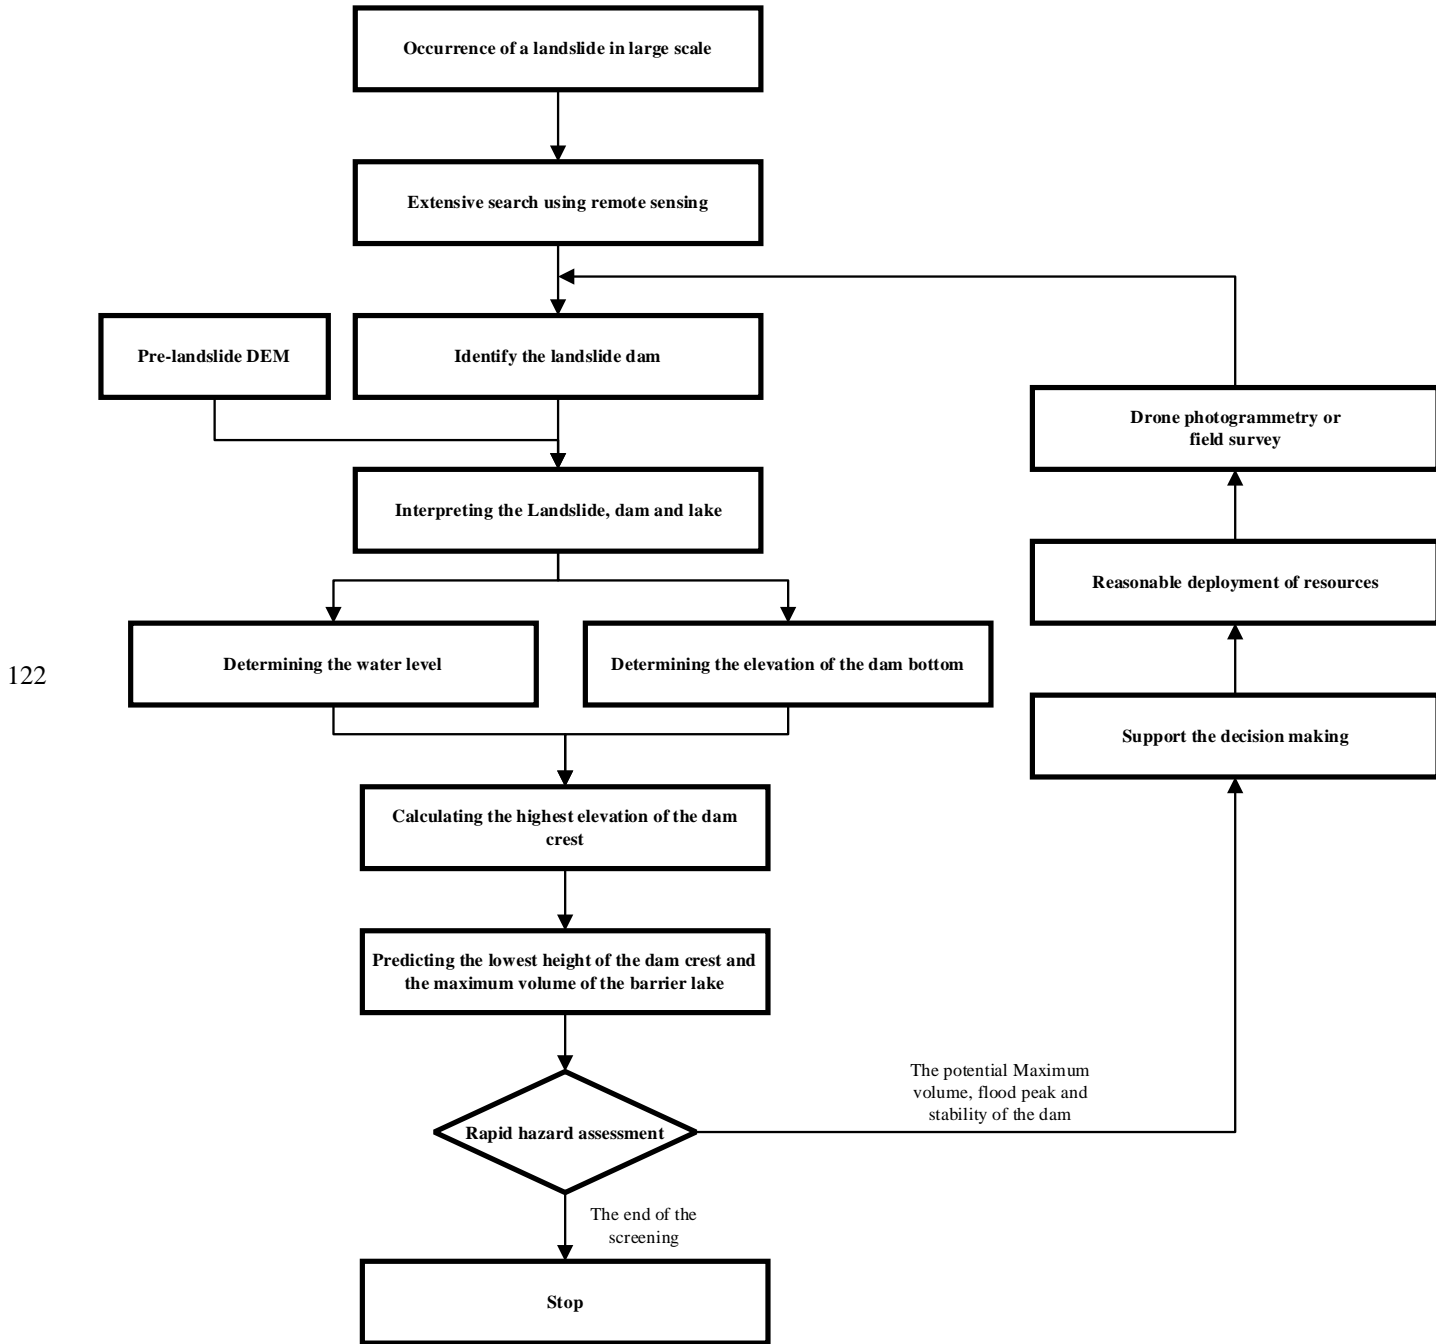 Occurrence of a landslide in large scale
Extensive search using remote sensing
Pre-landslide DEM
Identify the landslide dam
Drone photogrammetry or
field survey
Interpreting the Landslide, dam and lake
Reasonable deployment of resources
Determining the water level
Determining the elevation of the dam bottom
122
Support the decision making
Calculating the highest elevation of the dam
crest
Predicting the lowest height of the dam crest and
the maximum volume of the barrier lake
The potential Maximum
volume, flood peak and
stability of the dam
Rapid hazard assessment
The end of the
screening
Stop